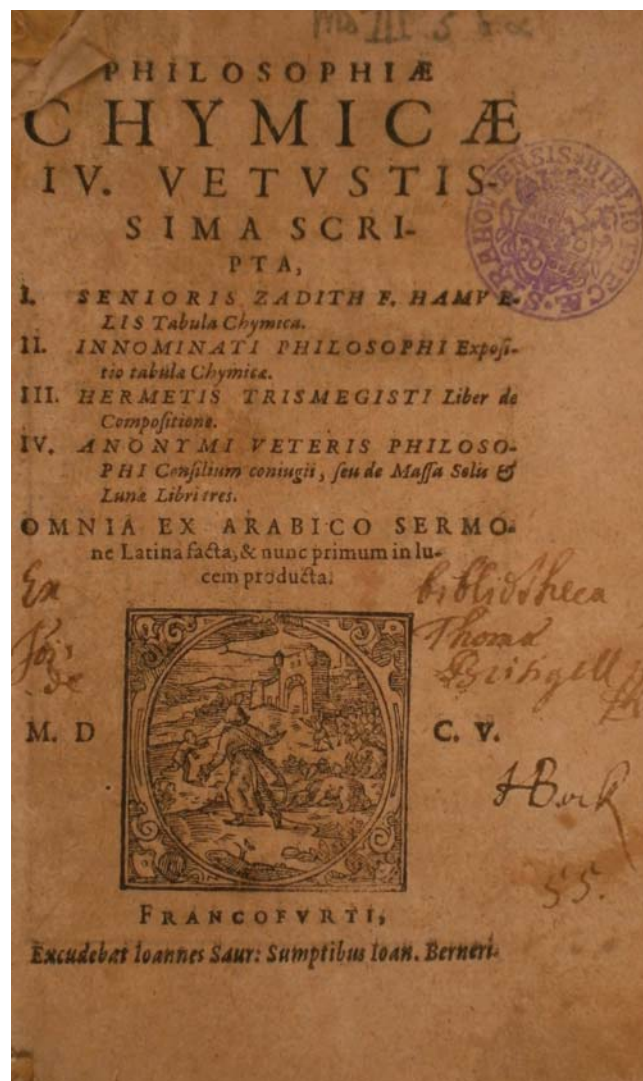 PHILOSOPHIÆ
CHYMICÆ
IV. VETVSTIS-
SIMA SCRI-
PTA,
I. SENIORIS ZADITH F. HAMVE-
LIS Tabula Chymica.
II. INNOMINATI PHILOSOPHI Exposi-
tio tabulæ Chymicæ.
III. HERMETIS TRISMEGISTI Liber de
Compositione.
IV. ANONYMI VETERIS PHILOSO-
PHI Consilium coniugii, seu de Massa Solis &
Lunæ Libri tres.
OMNIA EX ARABICO SERMO-
ne Latina facta, & nunc primum in lu-
cem producta.
Ex bibliotheca
Thomæ
M. D C. V.
55.
FRANCOFVRTI,
Excudebat Ioannes Saur: Sumptibus Ioan. Berneri.